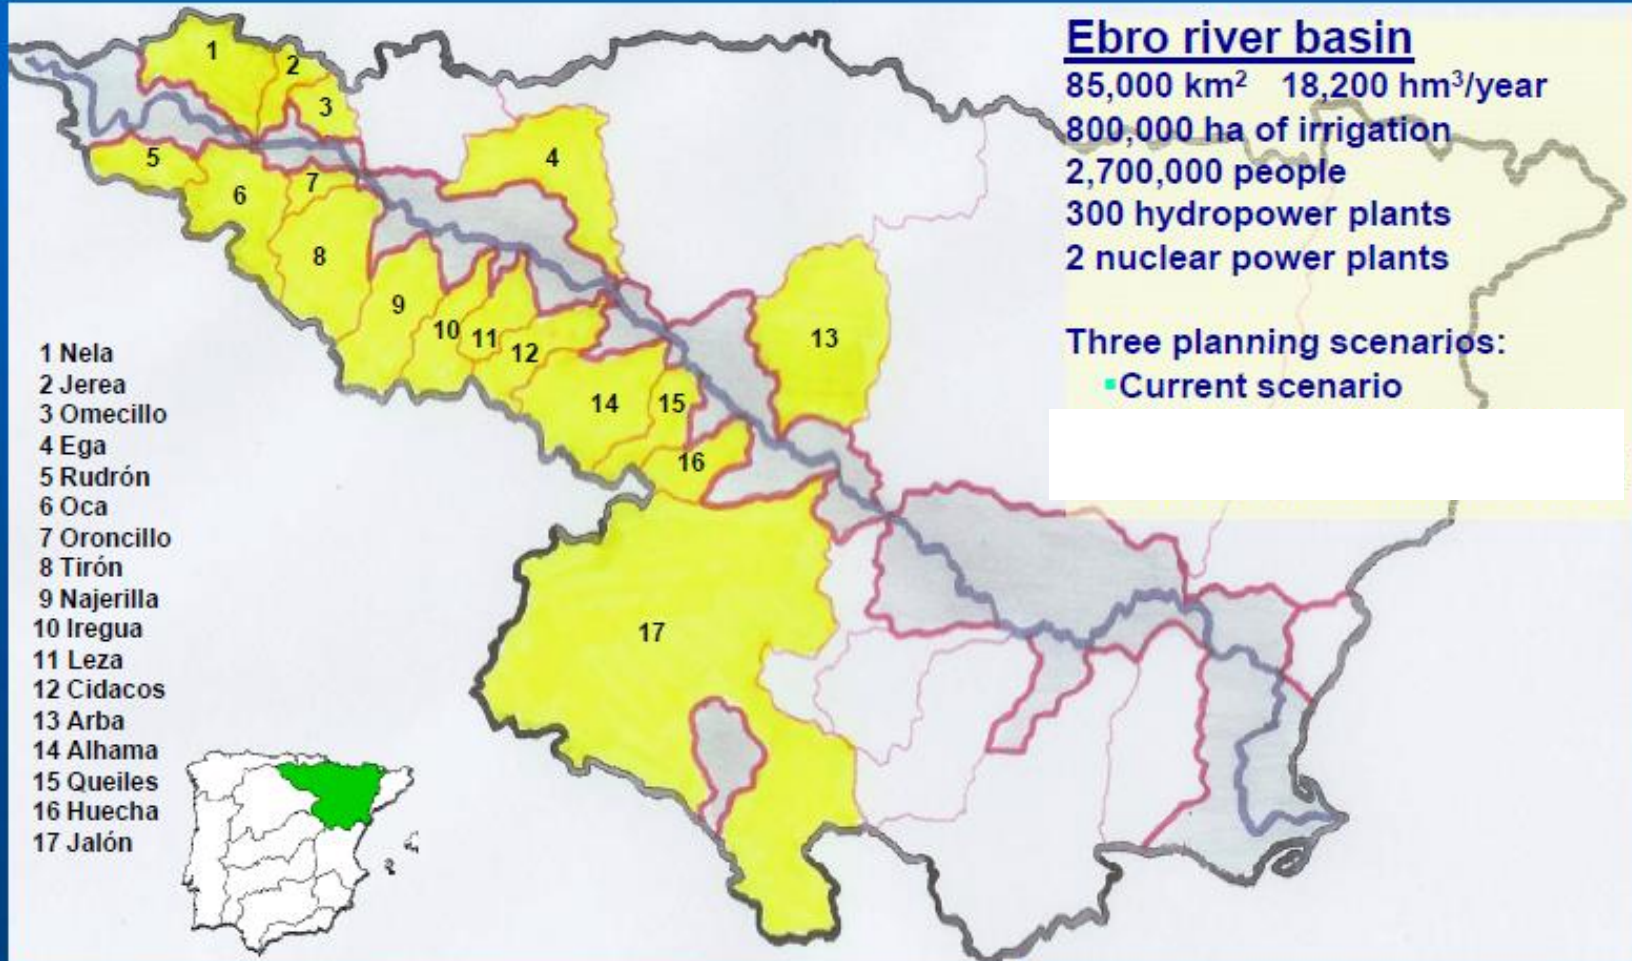 Ebro river basin
85,000 km² 18,200 hm³/year
800,000 ha of irrigation
2,700,000 people
300 hydropower plants
2 nuclear power plants
Three planning scenarios:
▪Current scenario
1
2
3
4
5
6
7
8
9
10
11
12
13
14
15
16
17
1 Nela
2 Jerea
3 Omecillo
4 Ega
5 Rudrón
6 Oca
7 Oroncillo
8 Tirón
9 Najerilla
10 Iregua
11 Leza
12 Cidacos
13 Arba
14 Alhama
15 Queiles
16 Huecha
17 Jalón